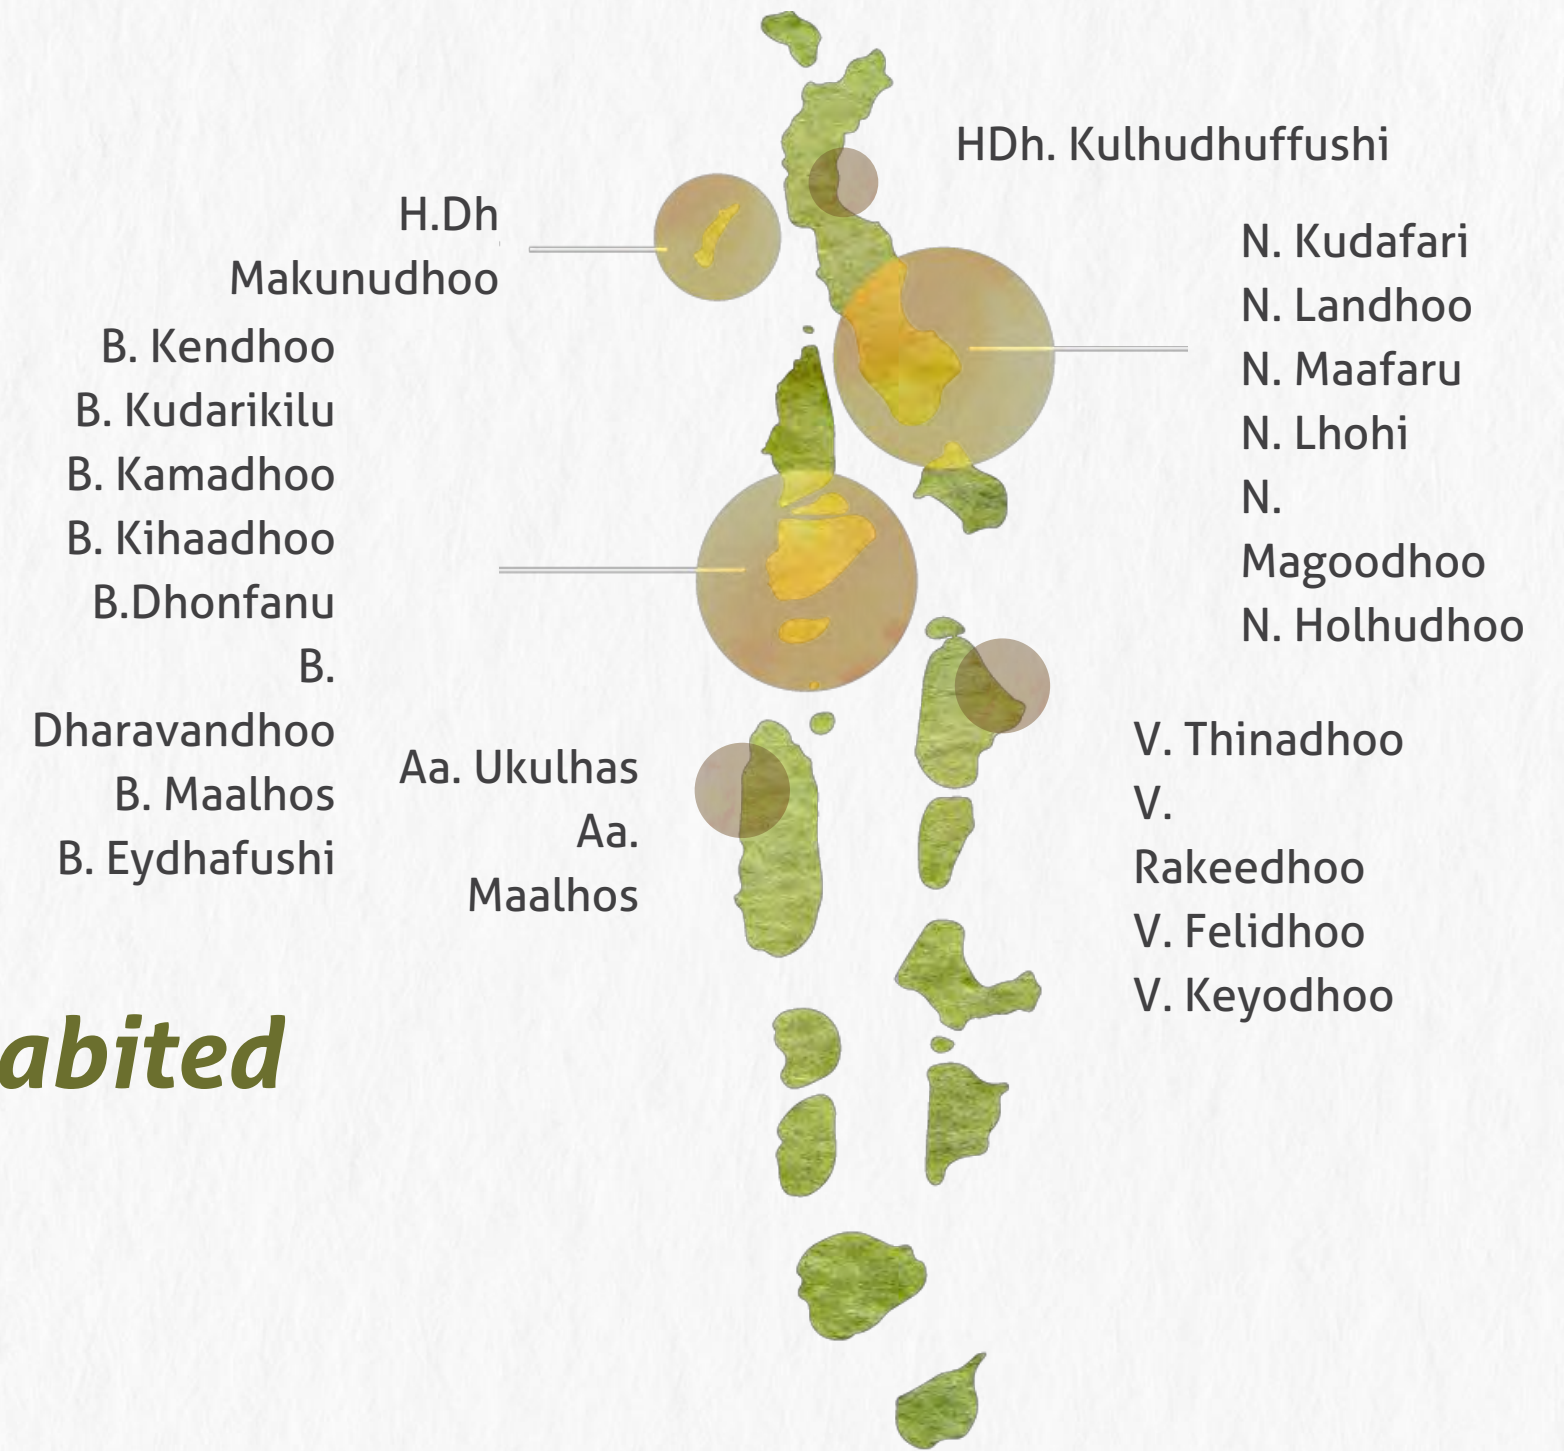 HDh. Kulhudhuffushi
H.Dh
Makunudhoo
N. Kudafari
N. Landhoo
N. Maafaru
N. Lhohi
N.
Magoodhoo
N. Holhudhoo
B. Kendhoo
B. Kudarikilu
B. Kamadhoo
B. Kihaadhoo
B.Dhonfanu
B.
Dharavandhoo
B. Maalhos
B. Eydhafushi
Aa. Ukulhas
Aa.
Maalhos
V. Thinadhoo
V.
Rakeedhoo
V. Felidhoo
V. Keyodhoo
abited